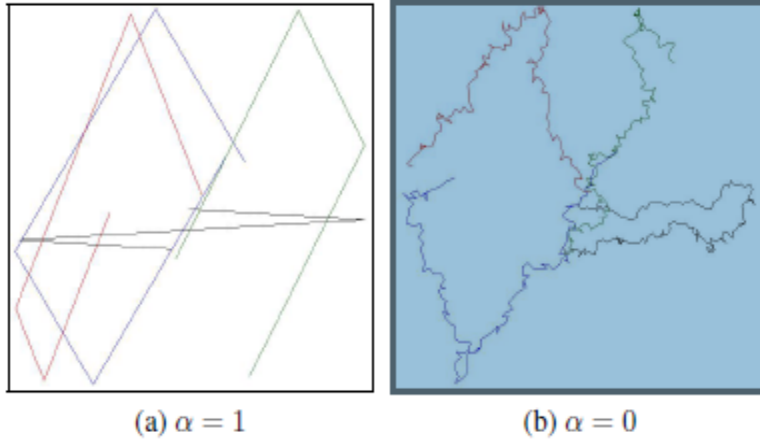 (a) α = 1
(b) α = 0